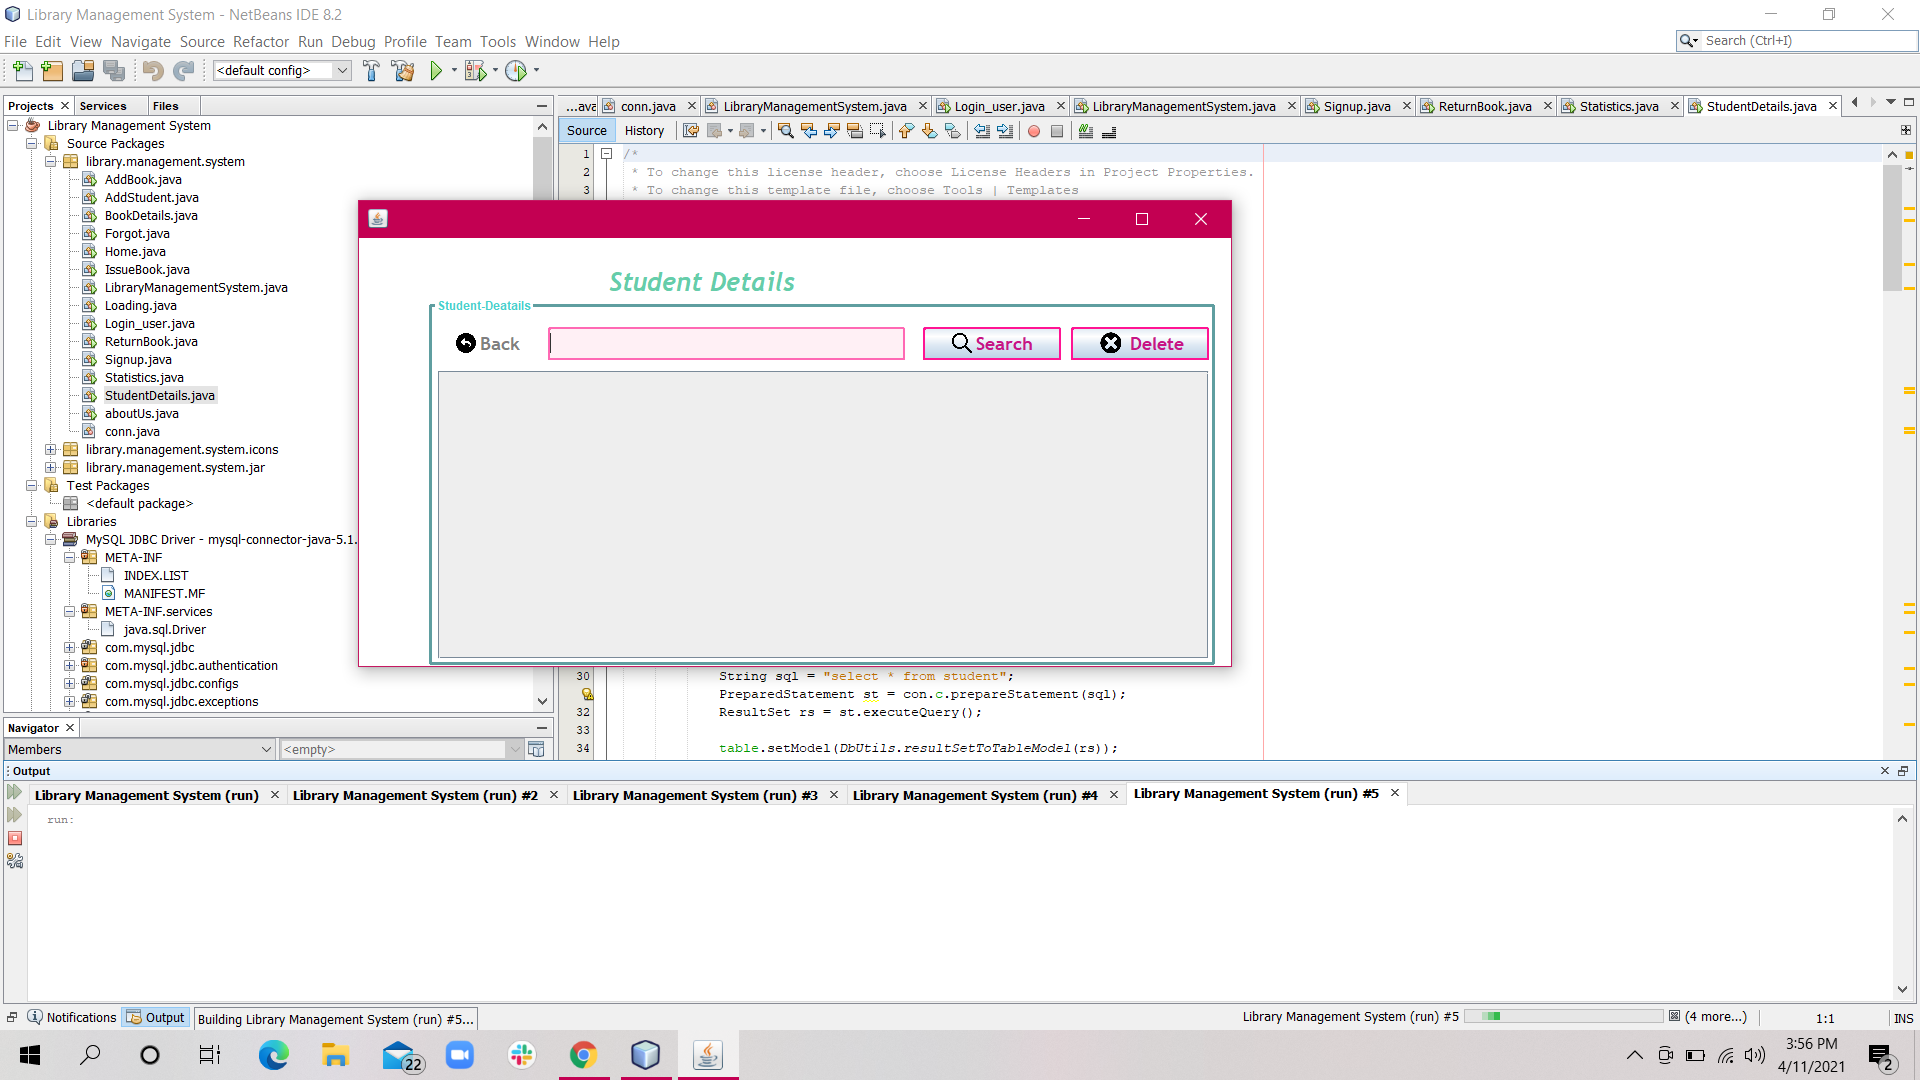 Library Management System - NetBeans IDE 8.2
File Edit View Navigate Source Refactor Run Debug Profile Team Tools Window Help
Search (Ctrl+I)
<default config>
Projects Services Files
...ava conn.java LibraryManagementSystem.java Login_user.java LibraryManagementSystem.java Signup.java ReturnBook.java Statistics.java StudentDetails.java
Source History
Library Management System
Source Packages
library.management.system
AddBook.java
AddStudent.java
BookDetails.java
Forgot.java
Home.java
IssueBook.java
LibraryManagementSystem.java
Loading.java
Login_user.java
ReturnBook.java
Signup.java
Statistics.java
StudentDetails.java
aboutUs.java
conn.java
library.management.system.icons
library.management.system.jar
Test Packages
<default package>
Libraries
MySQL JDBC Driver - mysql-connector-java-5.1.
META-INF
INDEX.LIST
MANIFEST.MF
META-INF.services
java.sql.Driver
com.mysql.jdbc
com.mysql.jdbc.authentication
com.mysql.jdbc.configs
com.mysql.jdbc.exceptions
1 /*
2 * To change this license header, choose License Headers in Project Properties.
3 * To change this template file, choose Tools | Templates
Student Details
Student-Deatails
Back
Search
Delete
30 String sql = "select * from student";
PreparedStatement st = con.c.prepareStatement(sql);
32 ResultSet rs = st.executeQuery();
33
34 table.setModel(DbUtils.resultSetToTableModel(rs));
Navigator
Members <empty>
Output
Library Management System (run) Library Management System (run) #2 Library Management System (run) #3 Library Management System (run) #4 Library Management System (run) #5
run:
Notifications Output Building Library Management System (run) #5...
Library Management System (run) #5 (4 more...) 1:1 INS
22
3:56 PM
4/11/2021
2